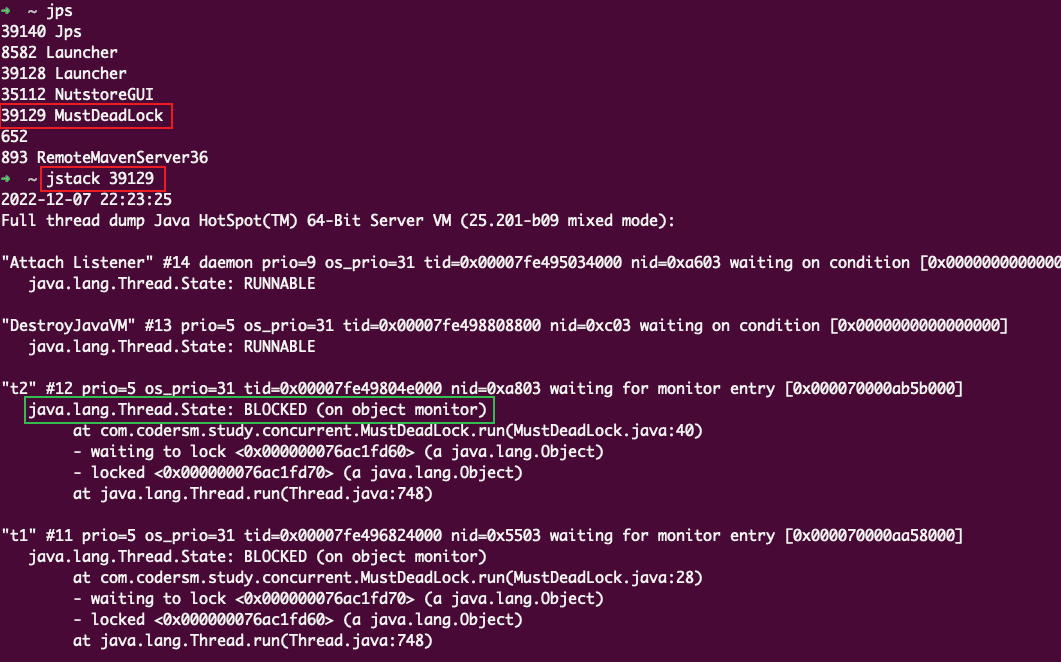 ➜ ~ jps
39140 Jps
8582 Launcher
39128 Launcher
35112 NutstoreGUI
39129 MustDeadLock
652
893 RemoteMavenServer36
➜ ~ jstack 39129
2022-12-07 22:23:25
Full thread dump Java HotSpot(TM) 64-Bit Server VM (25.201-b09 mixed mode):
"Attach Listener" #14 daemon prio=9 os_prio=31 tid=0x00007fe495034000 nid=0xa603 waiting on condition [0x0000000000000
java.lang.Thread.State: RUNNABLE
"DestroyJavaVM" #13 prio=5 os_prio=31 tid=0x00007fe498808800 nid=0xc03 waiting on condition [0x0000000000000000]
java.lang.Thread.State: RUNNABLE
"t2" #12 prio=5 os_prio=31 tid=0x00007fe49804e000 nid=0xa803 waiting for monitor entry [0x000070000ab5b000]
java.lang.Thread.State: BLOCKED (on object monitor)
at com.codersm.study.concurrent.MustDeadLock.run(MustDeadLock.java:40)
- waiting to lock <0x000000076ac1fd60> (a java.lang.Object)
- locked <0x000000076ac1fd70> (a java.lang.Object)
at java.lang.Thread.run(Thread.java:748)
"t1" #11 prio=5 os_prio=31 tid=0x00007fe496824000 nid=0x5503 waiting for monitor entry [0x000070000aa58000]
java.lang.Thread.State: BLOCKED (on object monitor)
at com.codersm.study.concurrent.MustDeadLock.run(MustDeadLock.java:28)
- waiting to lock <0x000000076ac1fd70> (a java.lang.Object)
- locked <0x000000076ac1fd60> (a java.lang.Object)
at java.lang.Thread.run(Thread.java:748)